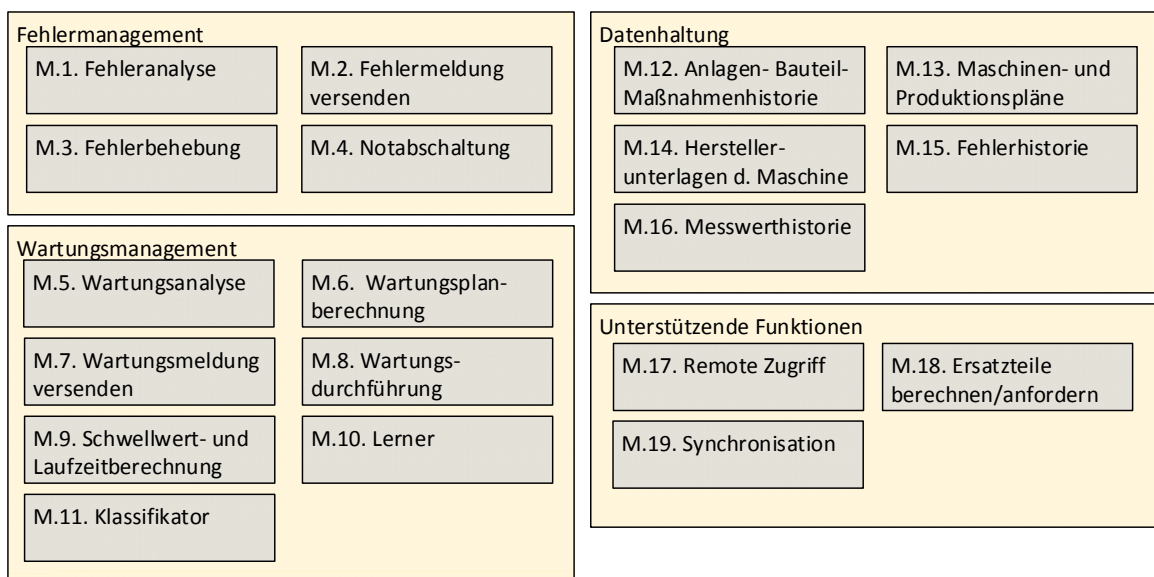 Fehlermanagement
M.1. Fehleranalyse
M.2. Fehlermeldung
versenden
M.3. Fehlerbehebung
M.4. Notabschaltung
Wartungsmanagement
M.5. Wartungsanalyse
M.6. Wartungsplan-
berechnung
M.7. Wartungsmeldung
versenden
M.8. Wartungs-
durchführung
M.9. Schwellwert- und
Laufzeitberechnung
M.10. Lerner
M.11. Klassifikator
Datenhaltung
M.12. Anlagen- Bauteil-
Maßnahmenhistorie
M.13. Maschinen- und
Produktionspläne
M.14. Hersteller-
unterlagen d. Maschine
M.15. Fehlerhistorie
M.16. Messwerthistorie
Unterstützende Funktionen
M.17. Remote Zugriff
M.18. Ersatzteile
berechnen/anfordern
M.19. Synchronisation